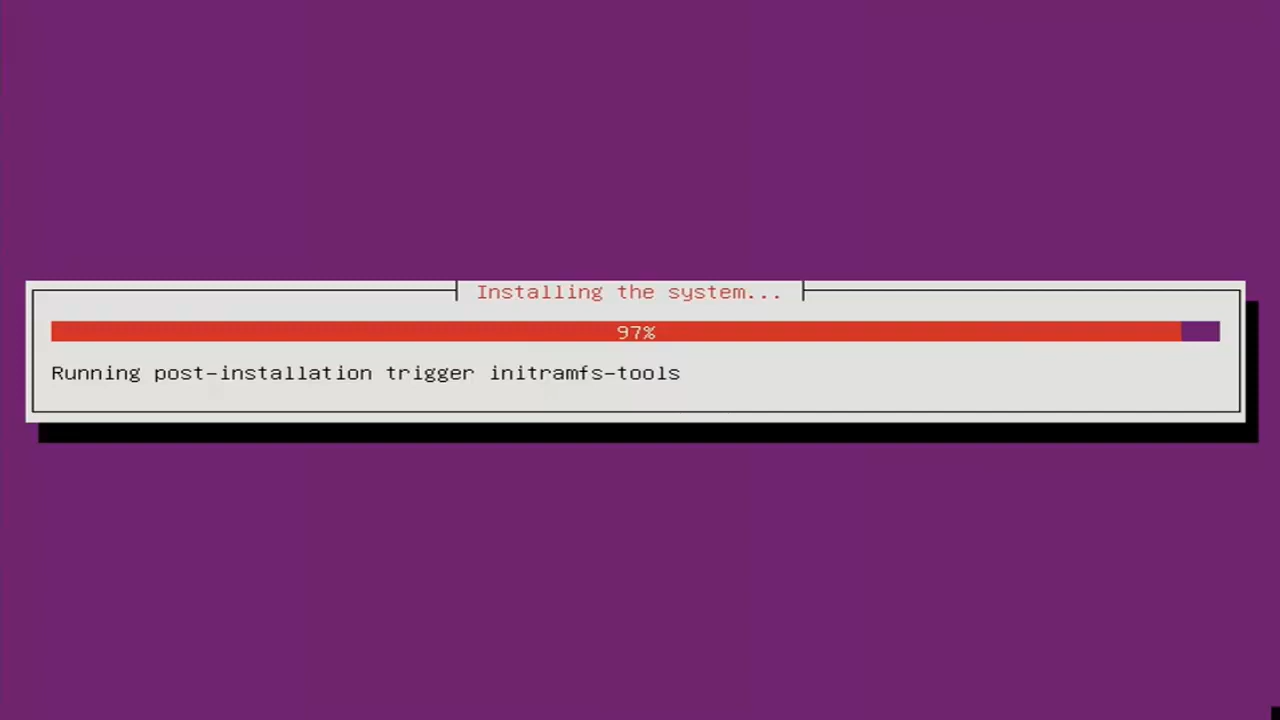 Installing the system...
97%
Running post-installation trigger initramfs-tools